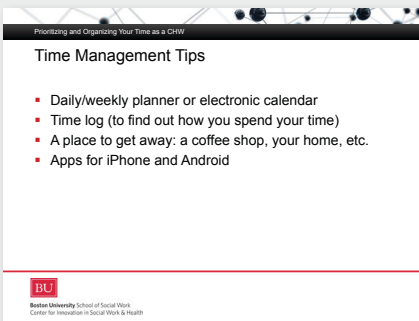 Prioritizing and Organizing Your Time as a CHW
Time Management Tips
▪ Daily/weekly planner or electronic calendar
▪ Time log (to find out how you spend your time)
▪ A place to get away: a coffee shop, your home, etc.
▪ Apps for iPhone and Android
BU
Boston University School of Social Work
Center for Innovation in Social Work & Health